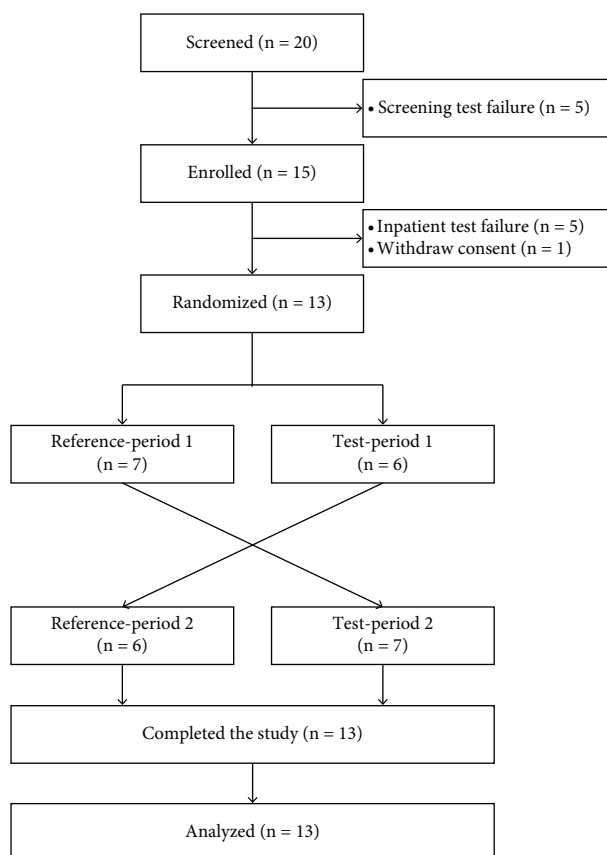 Screened (n = 20)
• Screening test failure (n = 5)
Enrolled (n = 15)
• Inpatient test failure (n = 5)
• Withdraw consent (n = 1)
Randomized (n = 13)
Reference-period 1
(n = 7)
Test-period 1
(n = 6)
Reference-period 2
(n = 6)
Test-period 2
(n = 7)
Completed the study (n = 13)
Analyzed (n = 13)